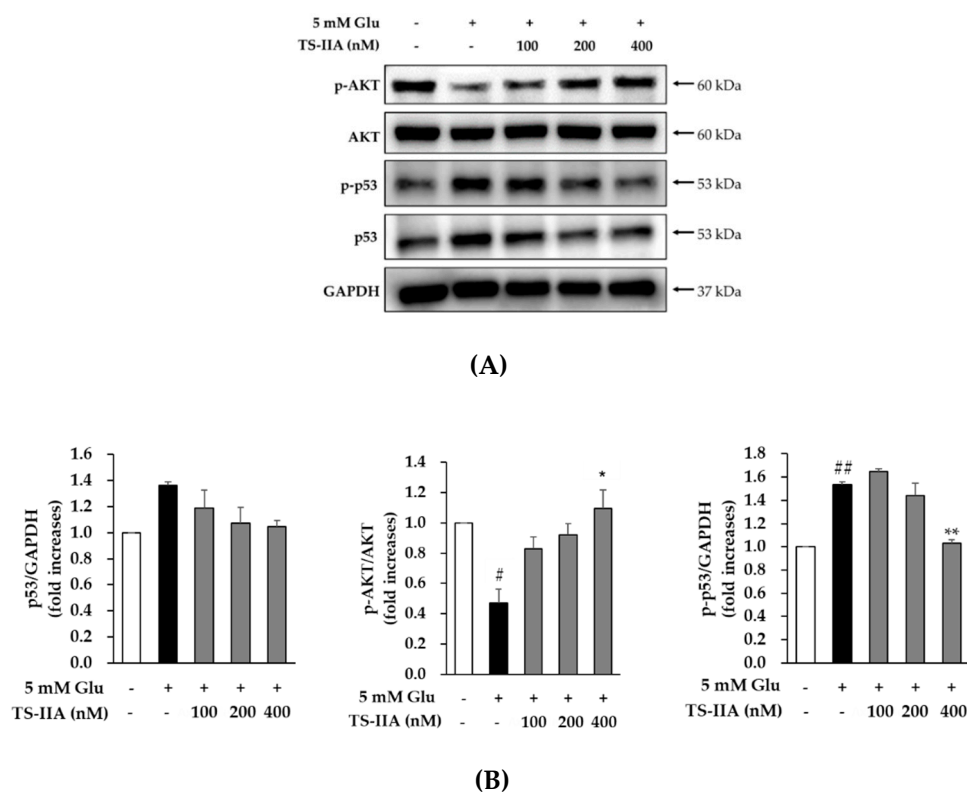 5 mM Glu - + + + +
TS-IIA (nM) - - 100 200 400
p-AKT ←60 kDa
AKT ←60 kDa
p-p53 ←53 kDa
p53 ←53 kDa
GAPDH ←37 kDa
(A)
p53/GAPDH
(fold increases)
1.6
1.4
1.2
1.0
0.8
0.6
0.4
0.2
0.0
5 mM Glu - + + + +
TS-IIA (nM) - - 100 200 400
p-AKT/AKT
(fold increases)
1.4
1.2
1.0
0.8
0.6
0.4
0.2
0.0
#
*
5 mM Glu - + + + +
TS-IIA (nM) - - 100 200 400
p-p53/GAPDH
(fold increases)
1.8
1.6
1.4
1.2
1.0
0.8
0.6
0.4
0.2
0.0
##
**
5 mM Glu - + + + +
TS-IIA (nM) - - 100 200 400
(B)